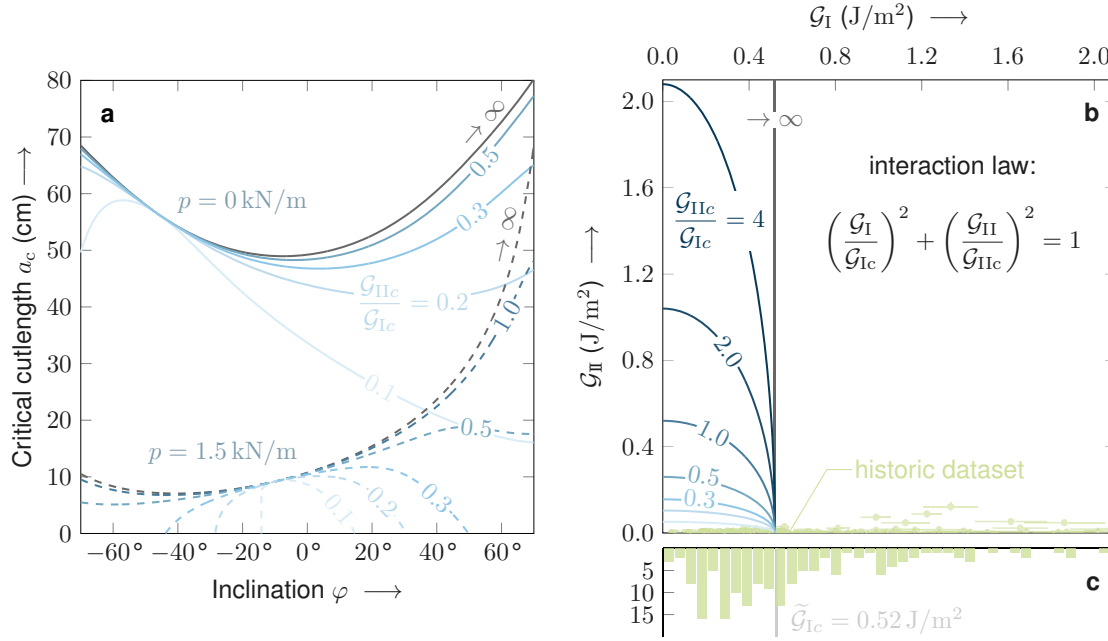 a
Critical cutlength a_c (cm) ⟶
80
70
60
50
40
30
20
10
0
−70° −60° −40° −20° 0° 20° 40° 60°
Inclination φ ⟶
p = 0 kN/m
→ ∞
0.5
0.3
𝒢_IIc / 𝒢_Ic = 0.2
0.1
p = 1.5 kN/m
→ ∞
1.0
0.5
0.3
0.2
0.1
𝒢_I (J/m²) ⟶
0.0 0.4 0.8 1.2 1.6 2.0
b
𝒢_II (J/m²) ⟶
2.0
1.6
1.2
0.8
0.4
0.0
→ ∞
𝒢_IIc / 𝒢_Ic = 4
2.0
1.0
0.5
0.3
interaction law:
(𝒢_I / 𝒢_Ic)² + (𝒢_II / 𝒢_IIc)² = 1
historic dataset
5
10
15
c
𝒢̃_Ic = 0.52 J/m²